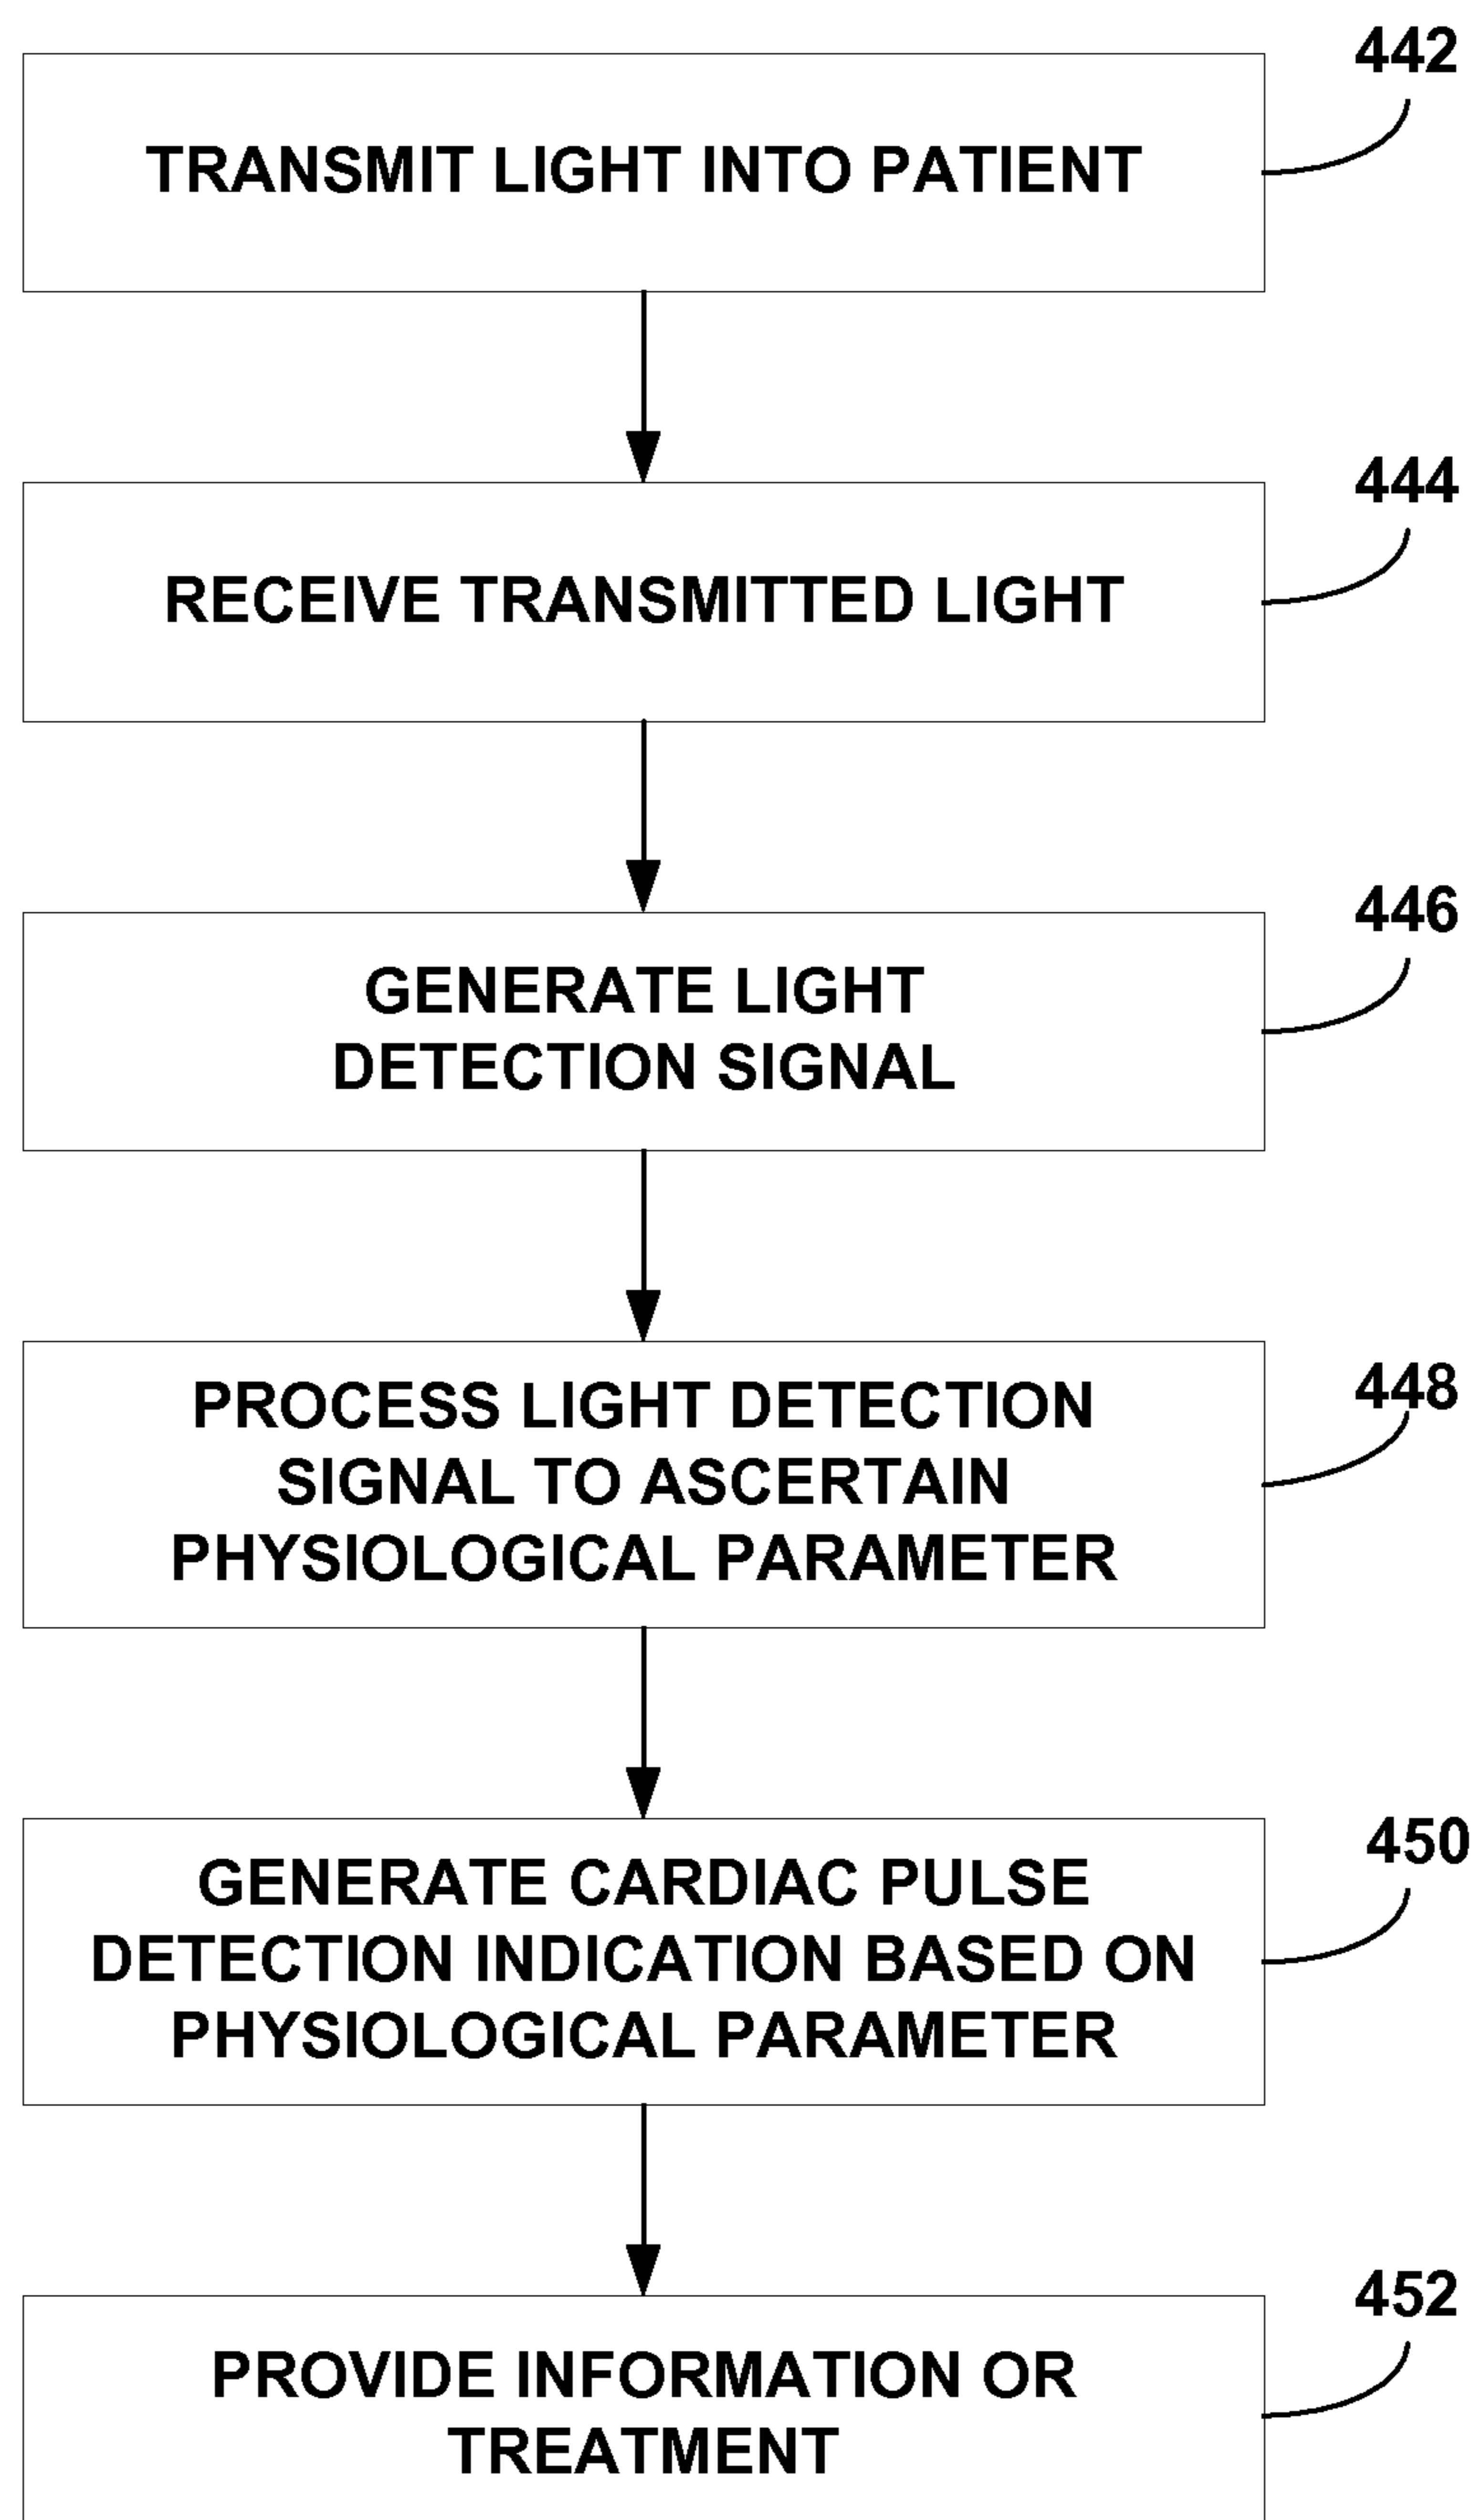 442
TRANSMIT LIGHT INTO PATIENT
444
RECEIVE TRANSMITTED LIGHT
446
GENERATE LIGHT
DETECTION SIGNAL
448
PROCESS LIGHT DETECTION
SIGNAL TO ASCERTAIN
PHYSIOLOGICAL PARAMETER
450
GENERATE CARDIAC PULSE
DETECTION INDICATION BASED ON
PHYSIOLOGICAL PARAMETER
452
PROVIDE INFORMATION OR
TREATMENT